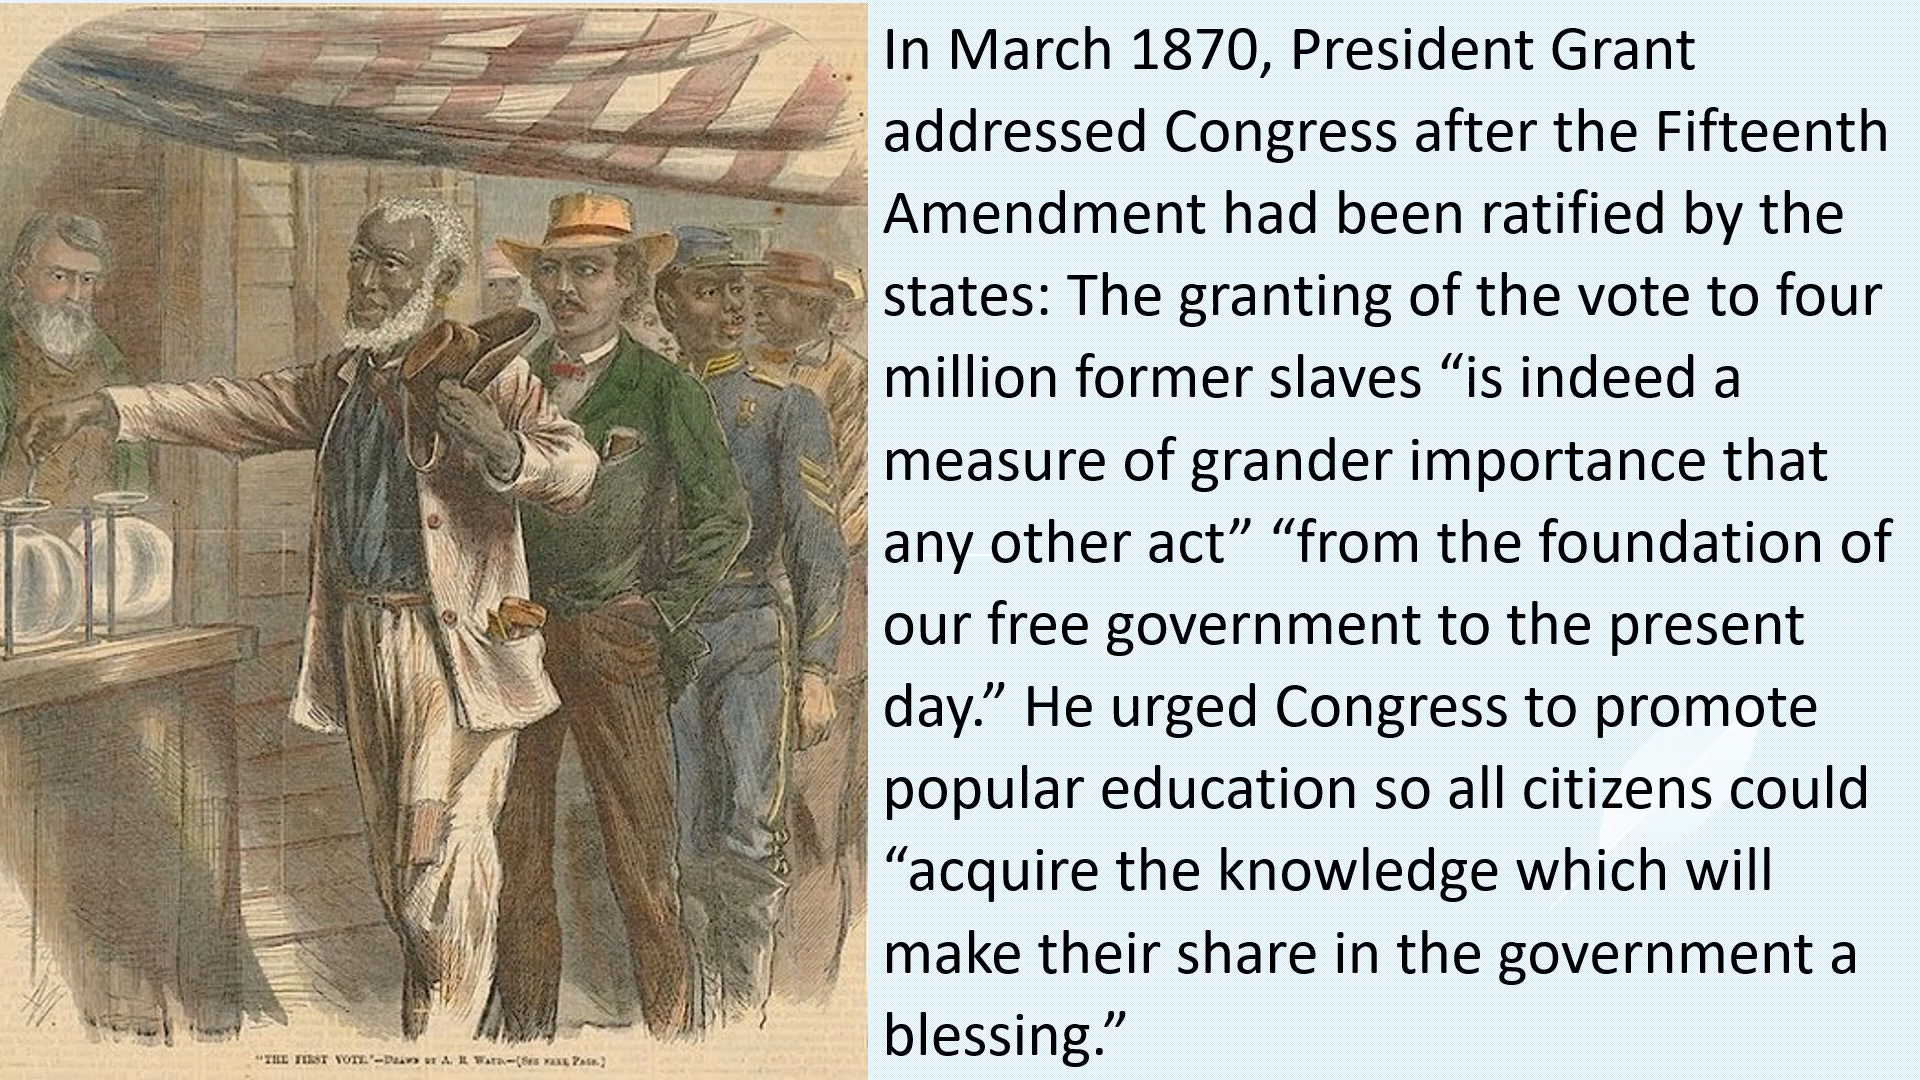 In March 1870, President Grant
addressed Congress after the Fifteenth
Amendment had been ratified by the
states: The granting of the vote to four
million former slaves “is indeed a
measure of grander importance that
any other act” “from the foundation of
our free government to the present
day.” He urged Congress to promote
popular education so all citizens could
“acquire the knowledge which will
make their share in the government a
blessing.”
"THE FIRST VOTE."—DRAWN BY A. R. WAUD.—[SEE NEXT PAGE.]